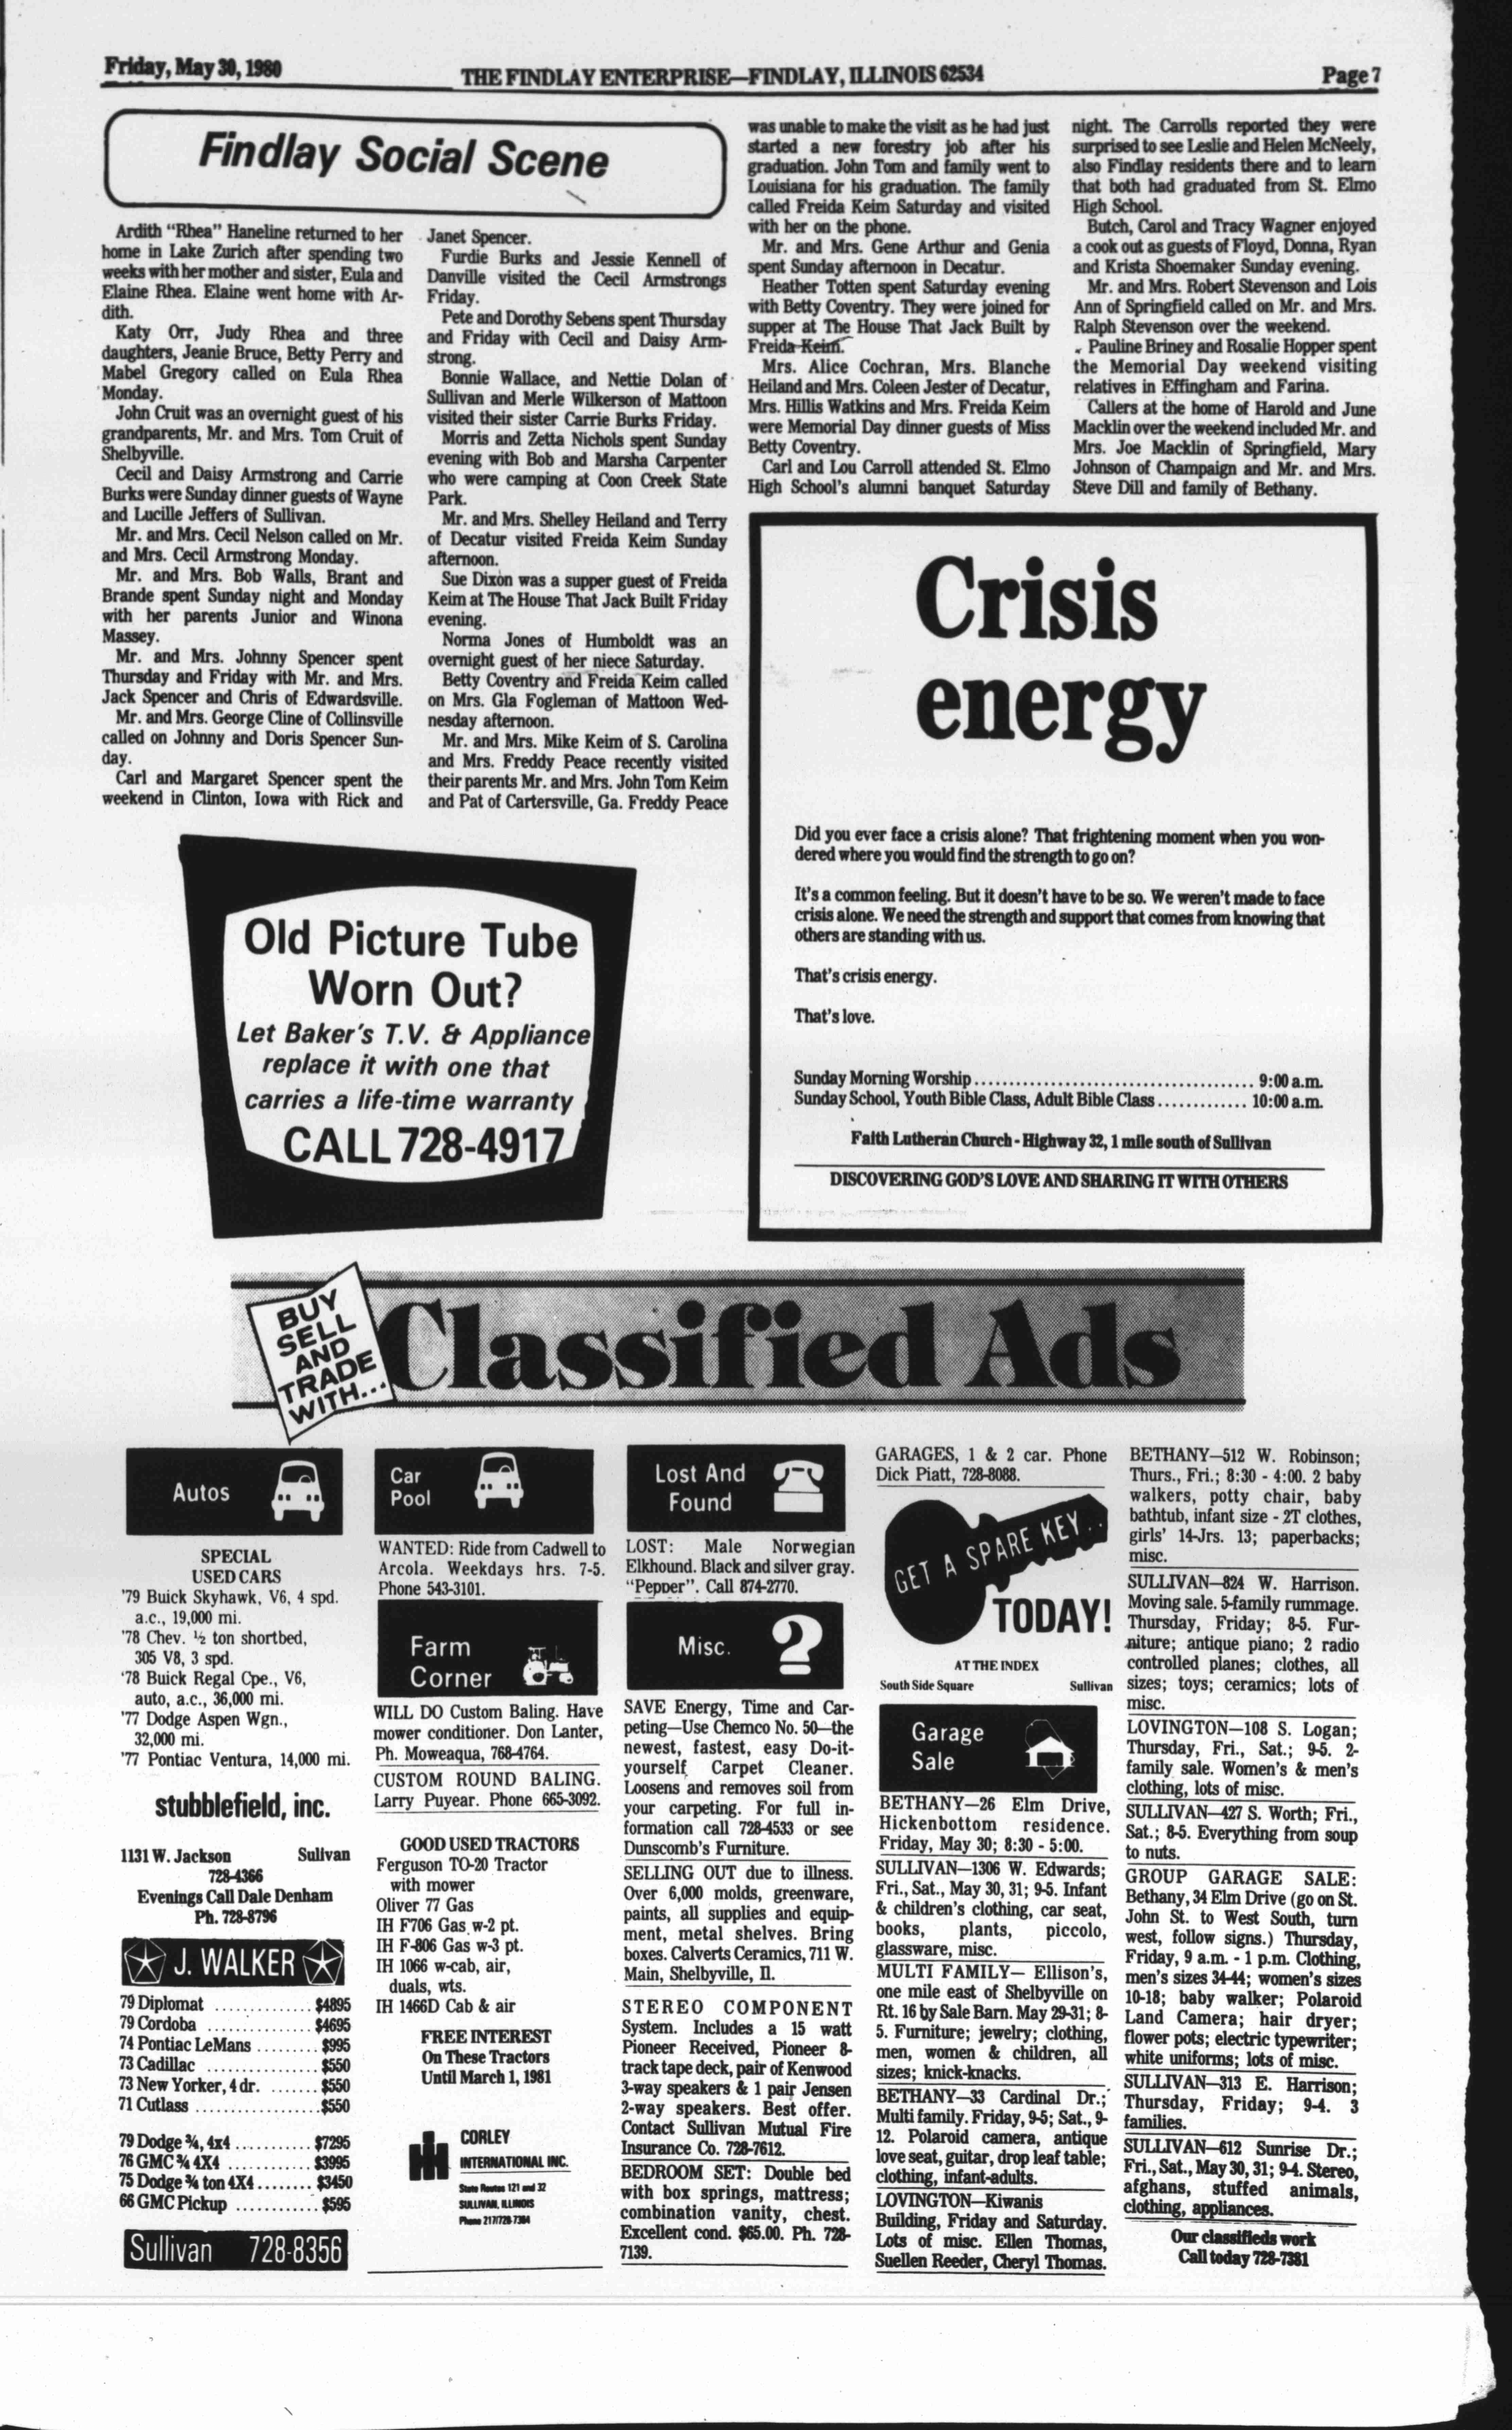 Friday, May 30, 1980
THE FINDLAY ENTERPRISE—FINDLAY, ILLINOIS 62534
Page 7
Findlay Social Scene
Ardith "Rhea" Haneline returned to her
home in Lake Zurich after spending two
weeks with her mother and sister, Eula and
Elaine Rhea. Elaine went home with Ar-
dith.
Katy Orr, Judy Rhea and three
daughters, Jeanie Bruce, Betty Perry and
Mabel Gregory called on Eula Rhea
Monday.
John Cruit was an overnight guest of his
grandparents, Mr. and Mrs. Tom Cruit of
Shelbyville.
Cecil and Daisy Armstrong and Carrie
Burks were Sunday dinner guests of Wayne
and Lucille Jeffers of Sullivan.
Mr. and Mrs. Cecil Nelson called on Mr.
and Mrs. Cecil Armstrong Monday.
Mr. and Mrs. Bob Walls, Brant and
Brande spent Sunday night and Monday
with her parents Junior and Winona
Massey.
Mr. and Mrs. Johnny Spencer spent
Thursday and Friday with Mr. and Mrs.
Jack Spencer and Chris of Edwardsville.
Mr. and Mrs. George Cline of Collinsville
called on Johnny and Doris Spencer Sun-
day.
Carl and Margaret Spencer spent the
weekend in Clinton, Iowa with Rick and
Janet Spencer.
Furdie Burks and Jessie Kennell of
Danville visited the Cecil Armstrongs
Friday.
Pete and Dorothy Sebens spent Thursday
and Friday with Cecil and Daisy Arm-
strong.
Bonnie Wallace, and Nettie Dolan of
Sullivan and Merle Wilkerson of Mattoon
visited their sister Carrie Burks Friday.
Morris and Zetta Nichols spent Sunday
evening with Bob and Marsha Carpenter
who were camping at Coon Creek State
Park.
Mr. and Mrs. Shelley Heiland and Terry
of Decatur visited Freida Keim Sunday
afternoon.
Sue Dixon was a supper guest of Freida
Keim at The House That Jack Built Friday
evening.
Norma Jones of Humboldt was an
overnight guest of her niece Saturday.
Betty Coventry and Freida Keim called
on Mrs. Gla Fogleman of Mattoon Wed-
nesday afternoon.
Mr. and Mrs. Mike Keim of S. Carolina
and Mrs. Freddy Peace recently visited
their parents Mr. and Mrs. John Tom Keim
and Pat of Cartersville, Ga. Freddy Peace
was unable to make the visit as he had just
started a new forestry job after his
graduation. John Tom and family went to
Louisiana for his graduation. The family
called Freida Keim Saturday and visited
with her on the phone.
Mr. and Mrs. Gene Arthur and Genia
spent Sunday afternoon in Decatur.
Heather Totten spent Saturday evening
with Betty Coventry. They were joined for
supper at The House That Jack Built by
Freida Keim.
Mrs. Alice Cochran, Mrs. Blanche
Heiland and Mrs. Coleen Jester of Decatur,
Mrs. Hillis Watkins and Mrs. Freida Keim
were Memorial Day dinner guests of Miss
Betty Coventry.
Carl and Lou Carroll attended St. Elmo
High School's alumni banquet Saturday
night. The Carrolls reported they were
surprised to see Leslie and Helen McNeely,
also Findlay residents there and to learn
that both had graduated from St. Elmo
High School.
Butch, Carol and Tracy Wagner enjoyed
a cook out as guests of Floyd, Donna, Ryan
and Krista Shoemaker Sunday evening.
Mr. and Mrs. Robert Stevenson and Lois
Ann of Springfield called on Mr. and Mrs.
Ralph Stevenson over the weekend.
Pauline Briney and Rosalie Hopper spent
the Memorial Day weekend visiting
relatives in Effingham and Farina.
Callers at the home of Harold and June
Macklin over the weekend included Mr. and
Mrs. Joe Macklin of Springfield, Mary
Johnson of Champaign and Mr. and Mrs.
Steve Dill and family of Bethany.
Old Picture Tube
Worn Out?
Let Baker's T.V. & Appliance
replace it with one that
carries a life-time warranty
CALL 728-4917
Crisis
energy
Did you ever face a crisis alone? That frightening moment when you won-
dered where you would find the strength to go on?
It's a common feeling. But it doesn't have to be so. We weren't made to face
crisis alone. We need the strength and support that comes from knowing that
others are standing with us.
That's crisis energy.
That's love.
Sunday Morning Worship ........ 9:00 a.m.
Sunday School, Youth Bible Class, Adult Bible Class ........ 10:00 a.m.
Faith Lutheran Church - Highway 32, 1 mile south of Sullivan
DISCOVERING GOD'S LOVE AND SHARING IT WITH OTHERS
BUY
SELL
AND
TRADE
WITH...
Classified Ads
Autos
SPECIAL
USED CARS
'79 Buick Skyhawk, V6, 4 spd.
a.c., 19,000 mi.
'78 Chev. ½ ton shortbed,
305 V8, 3 spd.
'78 Buick Regal Cpe., V6,
auto, a.c., 36,000 mi.
'77 Dodge Aspen Wgn.,
32,000 mi.
'77 Pontiac Ventura, 14,000 mi.
stubblefield, inc.
1131 W. Jackson Sullivan
728-4366
Evenings Call Dale Denham
Ph. 728-8796
J. WALKER
79 Diplomat ........ $4895
79 Cordoba ........ $4695
74 Pontiac LeMans ........ $995
73 Cadillac ........ $550
73 New Yorker, 4 dr. ........ $550
71 Cutlass ........ $550
79 Dodge ¾, 4x4 ........ $7295
76 GMC ¾ 4X4 ........ $3995
75 Dodge ¾ ton 4X4 ........ $3450
66 GMC Pickup ........ $595
Sullivan 728-8356
Car
Pool
WANTED: Ride from Cadwell to
Arcola. Weekdays hrs. 7-5.
Phone 543-3101.
Farm
Corner
WILL DO Custom Baling. Have
mower conditioner. Don Lanter,
Ph. Moweaqua, 768-4764.
CUSTOM ROUND BALING.
Larry Puyear. Phone 665-3092.
GOOD USED TRACTORS
Ferguson TO-20 Tractor
with mower
Oliver 77 Gas
IH F706 Gas w-2 pt.
IH F-806 Gas w-3 pt.
IH 1066 w-cab, air,
duals, wts.
IH 1466D Cab & air
FREE INTEREST
On These Tractors
Until March 1, 1981
CORLEY
INTERNATIONAL INC.
State Routes 121 and 32
SULLIVAN, ILLINOIS
Phone 217/728-7384
Lost And
Found
LOST: Male Norwegian
Elkhound. Black and silver gray.
"Pepper". Call 874-2770.
Misc.
?
SAVE Energy, Time and Car-
peting—Use Chemco No. 50—the
newest, fastest, easy Do-it-
yourself Carpet Cleaner.
Loosens and removes soil from
your carpeting. For full in-
formation call 728-4533 or see
Dunscomb's Furniture.
SELLING OUT due to illness.
Over 6,000 molds, greenware,
paints, all supplies and equip-
ment, metal shelves. Bring
boxes. Calverts Ceramics, 711 W.
Main, Shelbyville, Il.
STEREO COMPONENT
System. Includes a 15 watt
Pioneer Received, Pioneer 8-
track tape deck, pair of Kenwood
3-way speakers & 1 pair Jensen
2-way speakers. Best offer.
Contact Sullivan Mutual Fire
Insurance Co. 728-7612.
BEDROOM SET: Double bed
with box springs, mattress;
combination vanity, chest.
Excellent cond. $65.00. Ph. 728-
7139.
GARAGES, 1 & 2 car. Phone
Dick Piatt, 728-8088.
GET A SPARE KEY..
TODAY!
AT THE INDEX
South Side Square Sullivan
Garage
Sale
BETHANY—26 Elm Drive,
Hickenbottom residence.
Friday, May 30; 8:30 - 5:00.
SULLIVAN—1306 W. Edwards;
Fri., Sat., May 30, 31; 9-5. Infant
& children's clothing, car seat,
books, plants, piccolo,
glassware, misc.
MULTI FAMILY— Ellison's,
one mile east of Shelbyville on
Rt. 16 by Sale Barn. May 29-31; 8-
5. Furniture; jewelry; clothing,
men, women & children, all
sizes; knick-knacks.
BETHANY—33 Cardinal Dr.;
Multi family. Friday, 9-5; Sat., 9-
12. Polaroid camera, antique
love seat, guitar, drop leaf table;
clothing, infant-adults.
LOVINGTON—Kiwanis
Building, Friday and Saturday.
Lots of misc. Ellen Thomas,
Suellen Reeder, Cheryl Thomas.
BETHANY—512 W. Robinson;
Thurs., Fri.; 8:30 - 4:00. 2 baby
walkers, potty chair, baby
bathtub, infant size - 2T clothes,
girls' 14-Jrs. 13; paperbacks;
misc.
SULLIVAN—824 W. Harrison.
Moving sale. 5-family rummage.
Thursday, Friday; 8-5. Fur-
niture; antique piano; 2 radio
controlled planes; clothes, all
sizes; toys; ceramics; lots of
misc.
LOVINGTON—108 S. Logan;
Thursday, Fri., Sat.; 9-5. 2-
family sale. Women's & men's
clothing, lots of misc.
SULLIVAN—427 S. Worth; Fri.,
Sat.; 8-5. Everything from soup
to nuts.
GROUP GARAGE SALE:
Bethany, 34 Elm Drive (go on St.
John St. to West South, turn
west, follow signs.) Thursday,
Friday, 9 a.m. - 1 p.m. Clothing,
men's sizes 34-44; women's sizes
10-18; baby walker; Polaroid
Land Camera; hair dryer;
flower pots; electric typewriter;
white uniforms; lots of misc.
SULLIVAN—313 E. Harrison;
Thursday, Friday; 9-4. 3
families.
SULLIVAN—612 Sunrise Dr.;
Fri., Sat., May 30, 31; 9-4. Stereo,
afghans, stuffed animals,
clothing, appliances.
Our classifieds work
Call today 728-7381